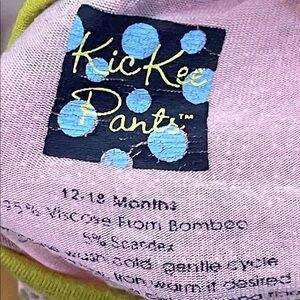 KicKee
Pants™
12-18 Months
95% Viscose From Bamboo
5% Spandex
wash cold gentle cycle
iron warm if desired